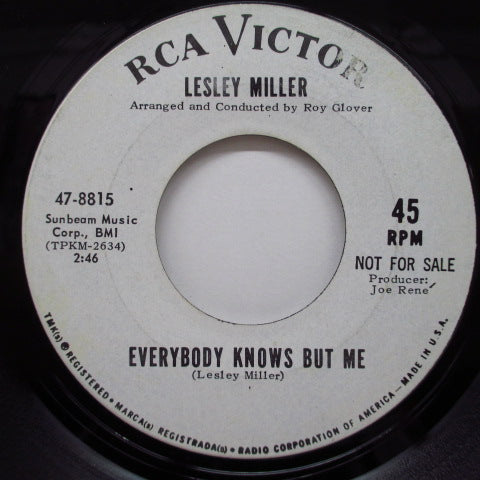 RCA VICTOR
LESLEY MILLER
Arranged and Conducted by Roy Glover
47-8815
Sunbeam Music
Corp., BMI
(TPKM-2634)
2:46
45
RPM
NOT FOR SALE
Producer:
Joe René
EVERYBODY KNOWS BUT ME
(Lesley Miller)
TMK(s) ® REGISTERED • MARCA(s) REGISTRADA(s) • RADIO CORPORATION OF AMERICA—MADE IN U.S.A.